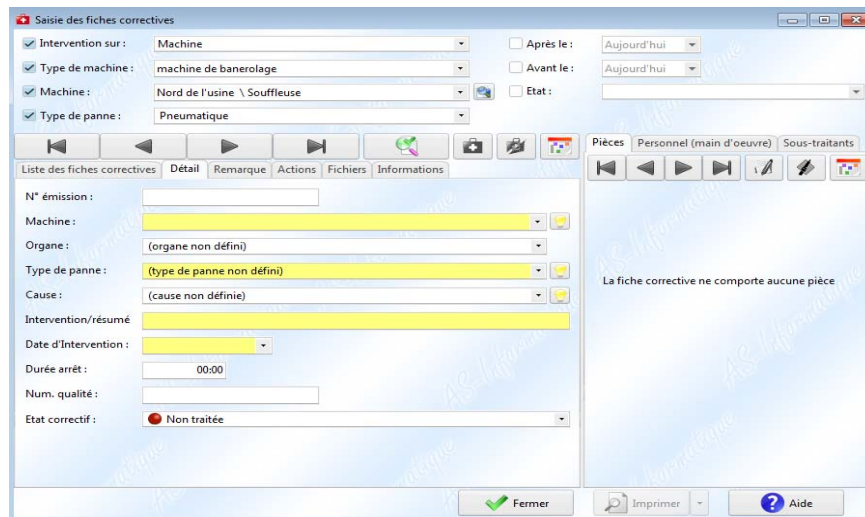 Saisie des fiches correctives
Intervention sur : Machine Après le : Aujourd'hui
Type de machine : machine de banerolage Avant le : Aujourd'hui
Machine : Nord de l'usine \ Souffleuse Etat :
Type de panne : Pneumatique
Pièces Personnel (main d'oeuvre) Sous-traitants
Liste des fiches correctives Détail Remarque Actions Fichiers Informations
N° émission :
Machine :
Organe : (organe non défini)
Type de panne : (type de panne non défini)
La fiche corrective ne comporte aucune pièce
Cause : (cause non définie)
Intervention/résumé
Date d'Intervention :
Durée arrêt : 00:00
Num. qualité :
Etat correctif : Non traitée
Fermer Imprimer Aide
AS-Informatique